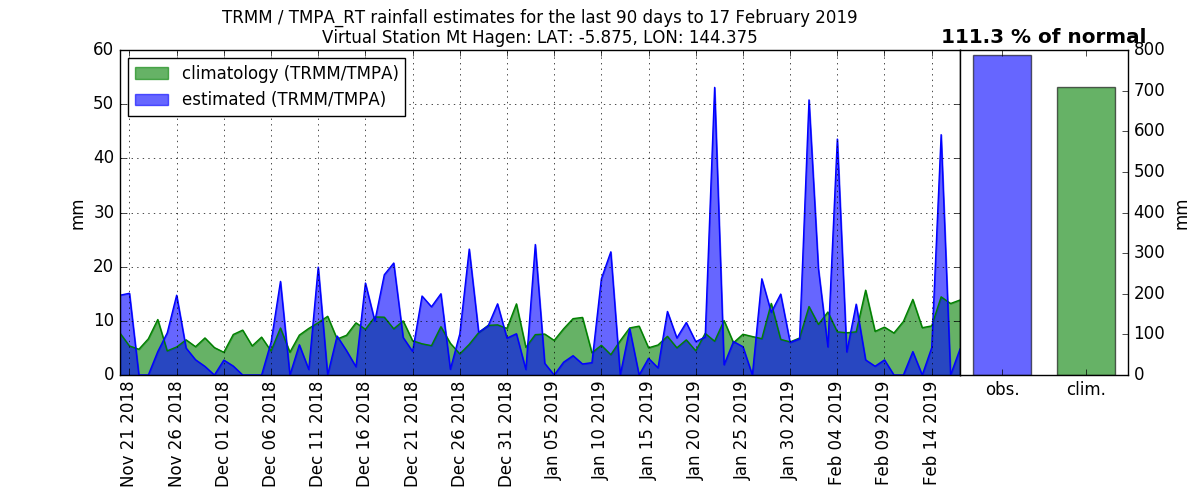 TRMM / TMPA_RT rainfall estimates for the last 90 days to 17 February 2019
Virtual Station Mt Hagen: LAT: -5.875, LON: 144.375
111.3 % of normal
climatology (TRMM/TMPA)
estimated (TRMM/TMPA)
60
50
40
30
20
10
0
mm
Nov 21 2018
Nov 26 2018
Dec 01 2018
Dec 06 2018
Dec 11 2018
Dec 16 2018
Dec 21 2018
Dec 26 2018
Dec 31 2018
Jan 05 2019
Jan 10 2019
Jan 15 2019
Jan 20 2019
Jan 25 2019
Jan 30 2019
Feb 04 2019
Feb 09 2019
Feb 14 2019
obs.
clim.
800
700
600
500
400
300
200
100
0
mm